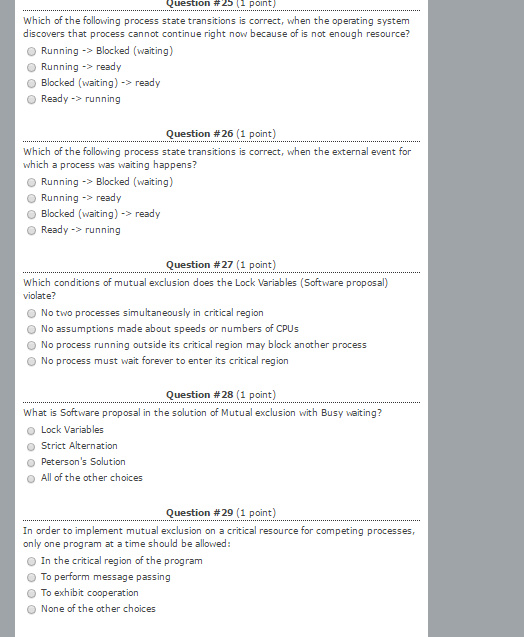 Question #25 (1 point)
Which of the following process state transitions is correct, when the operating system
discovers that process cannot continue right now because of is not enough resource?
Running -> Blocked (waiting)
Running -> ready
Blocked (waiting) -> ready
Ready -> running
Question #26 (1 point)
Which of the following process state transitions is correct, when the external event for
which a process was waiting happens?
Running -> Blocked (waiting)
Running -> ready
Blocked (waiting) -> ready
Ready -> running
Question #27 (1 point)
Which conditions of mutual exclusion does the Lock Variables (Software proposal)
violate?
No two processes simultaneously in critical region
No assumptions made about speeds or numbers of CPUs
No process running outside its critical region may block another process
No process must wait forever to enter its critical region
Question #28 (1 point)
What is Software proposal in the solution of Mutual exclusion with Busy waiting?
Lock Variables
Strict Alternation
Peterson's Solution
All of the other choices
Question #29 (1 point)
In order to implement mutual exclusion on a critical resource for competing processes,
only one program at a time should be allowed:
In the critical region of the program
To perform message passing
To exhibit cooperation
None of the other choices